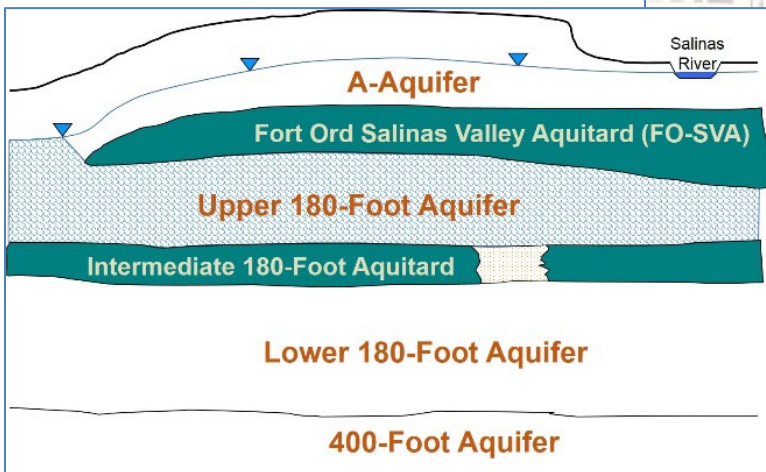 Salinas
River
A-Aquifer
Fort Ord Salinas Valley Aquitard (FO-SVA)
Upper 180-Foot Aquifer
Intermediate 180-Foot Aquitard
Lower 180-Foot Aquifer
400-Foot Aquifer